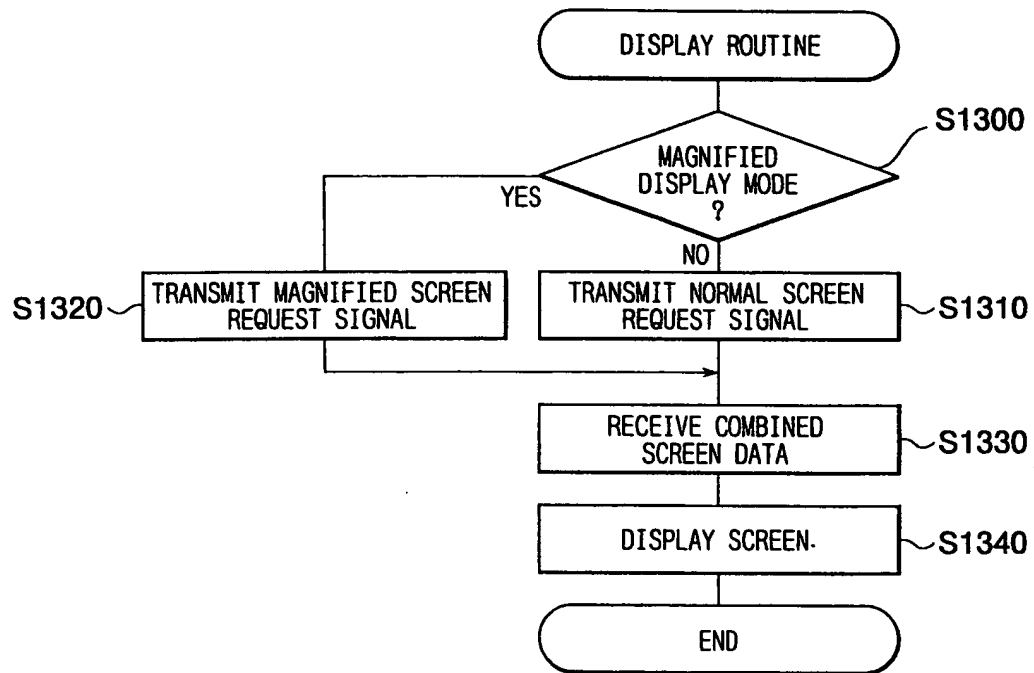 DISPLAY ROUTINE
S1300
MAGNIFIED
DISPLAY MODE
?
YES
NO
S1320
TRANSMIT MAGNIFIED SCREEN
REQUEST SIGNAL
TRANSMIT NORMAL SCREEN
REQUEST SIGNAL
S1310
RECEIVE COMBINED
SCREEN DATA
S1330
DISPLAY SCREEN
S1340
END